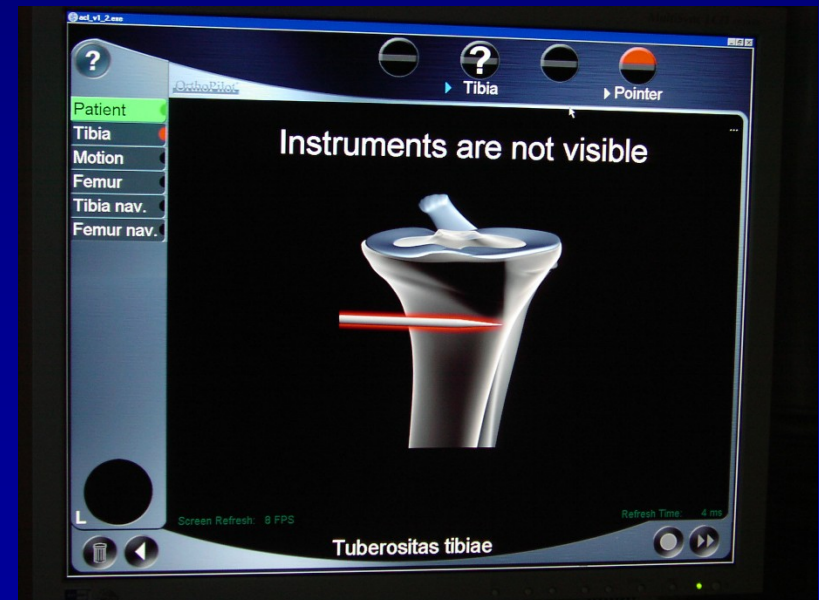 acl_v1_2.exe
?
?
OrthoPilot
Tibia
Pointer
Patient
Tibia
Motion
Femur
Tibia nav.
Femur nav.
Instruments are not visible
...
L
Screen Refresh: 8 FPS
Refresh Time: 4 ms
Tuberositas tibiae